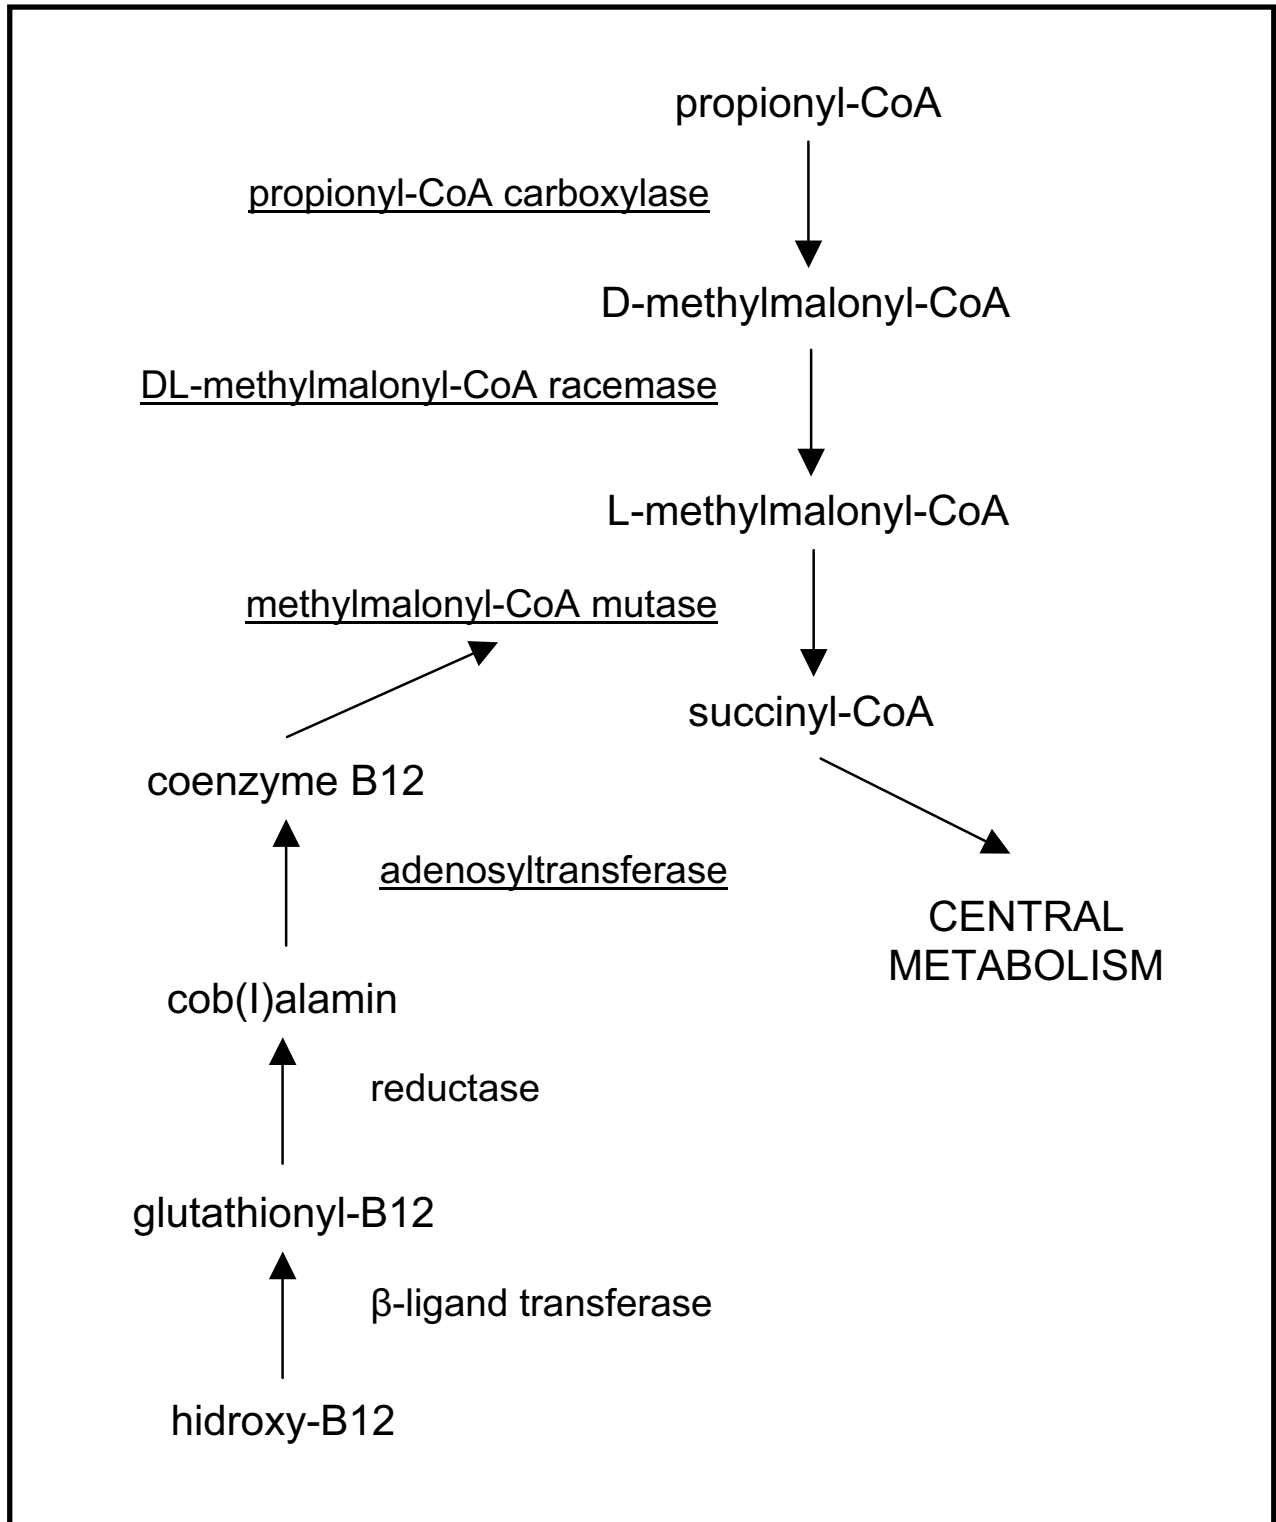 propionyl-CoA
propionyl-CoA carboxylase
D-methylmalonyl-CoA
DL-methylmalonyl-CoA racemase
L-methylmalonyl-CoA
methylmalonyl-CoA mutase
succinyl-CoA
coenzyme B12
adenosyltransferase
CENTRAL
METABOLISM
cob(I)alamin
reductase
glutathionyl-B12
β-ligand transferase
hidroxy-B12